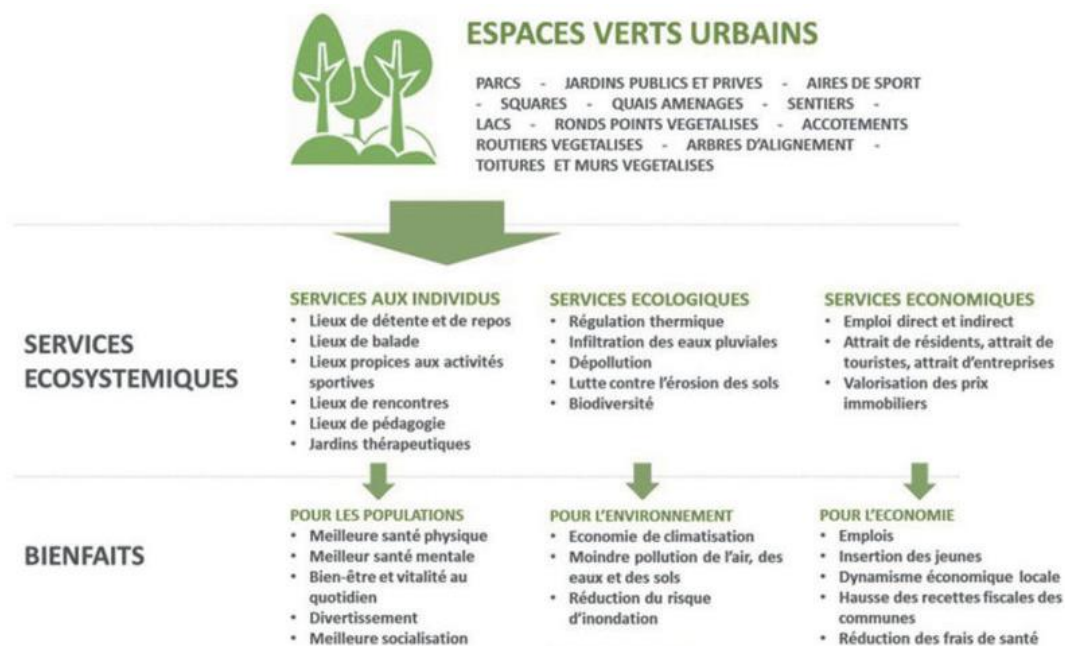 ESPACES VERTS URBAINS
PARCS - JARDINS PUBLICS ET PRIVES - AIRES DE SPORT
- SQUARES - QUAIS AMENAGES - SENTIERS -
LACS - RONDS POINTS VEGETALISES - ACCOTEMENTS
ROUTIERS VEGETALISES - ARBRES D'ALIGNEMENT -
TOITURES ET MURS VEGETALISES
SERVICES
ECOSYSTEMIQUES
SERVICES AUX INDIVIDUS
• Lieux de détente et de repos
• Lieux de balade
• Lieux propices aux activités
sportives
• Lieux de rencontres
• Lieux de pédagogie
• Jardins thérapeutiques
SERVICES ECOLOGIQUES
• Régulation thermique
• Infiltration des eaux pluviales
• Dépollution
• Lutte contre l'érosion des sols
• Biodiversité
SERVICES ECONOMIQUES
• Emploi direct et indirect
• Attrait de résidents, attrait de
touristes, attrait d'entreprises
• Valorisation des prix
immobiliers
BIENFAITS
POUR LES POPULATIONS
• Meilleure santé physique
• Meilleur santé mentale
• Bien-être et vitalité au
quotidien
• Divertissement
• Meilleure socialisation
POUR L'ENVIRONNEMENT
• Economie de climatisation
• Moindre pollution de l'air, des
eaux et des sols
• Réduction du risque
d'inondation
POUR L'ECONOMIE
• Emplois
• Insertion des jeunes
• Dynamisme économique locale
• Hausse des recettes fiscales des
communes
• Réduction des frais de santé